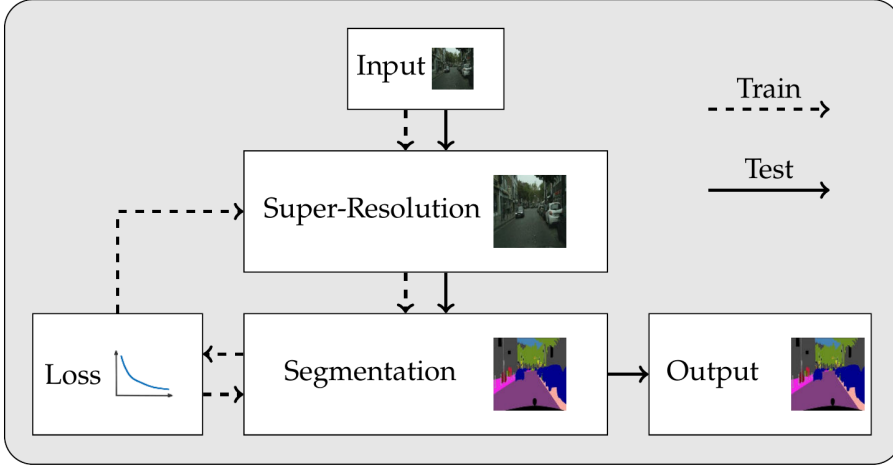 Input
Train
Test
Super-Resolution
Loss
Segmentation
Output